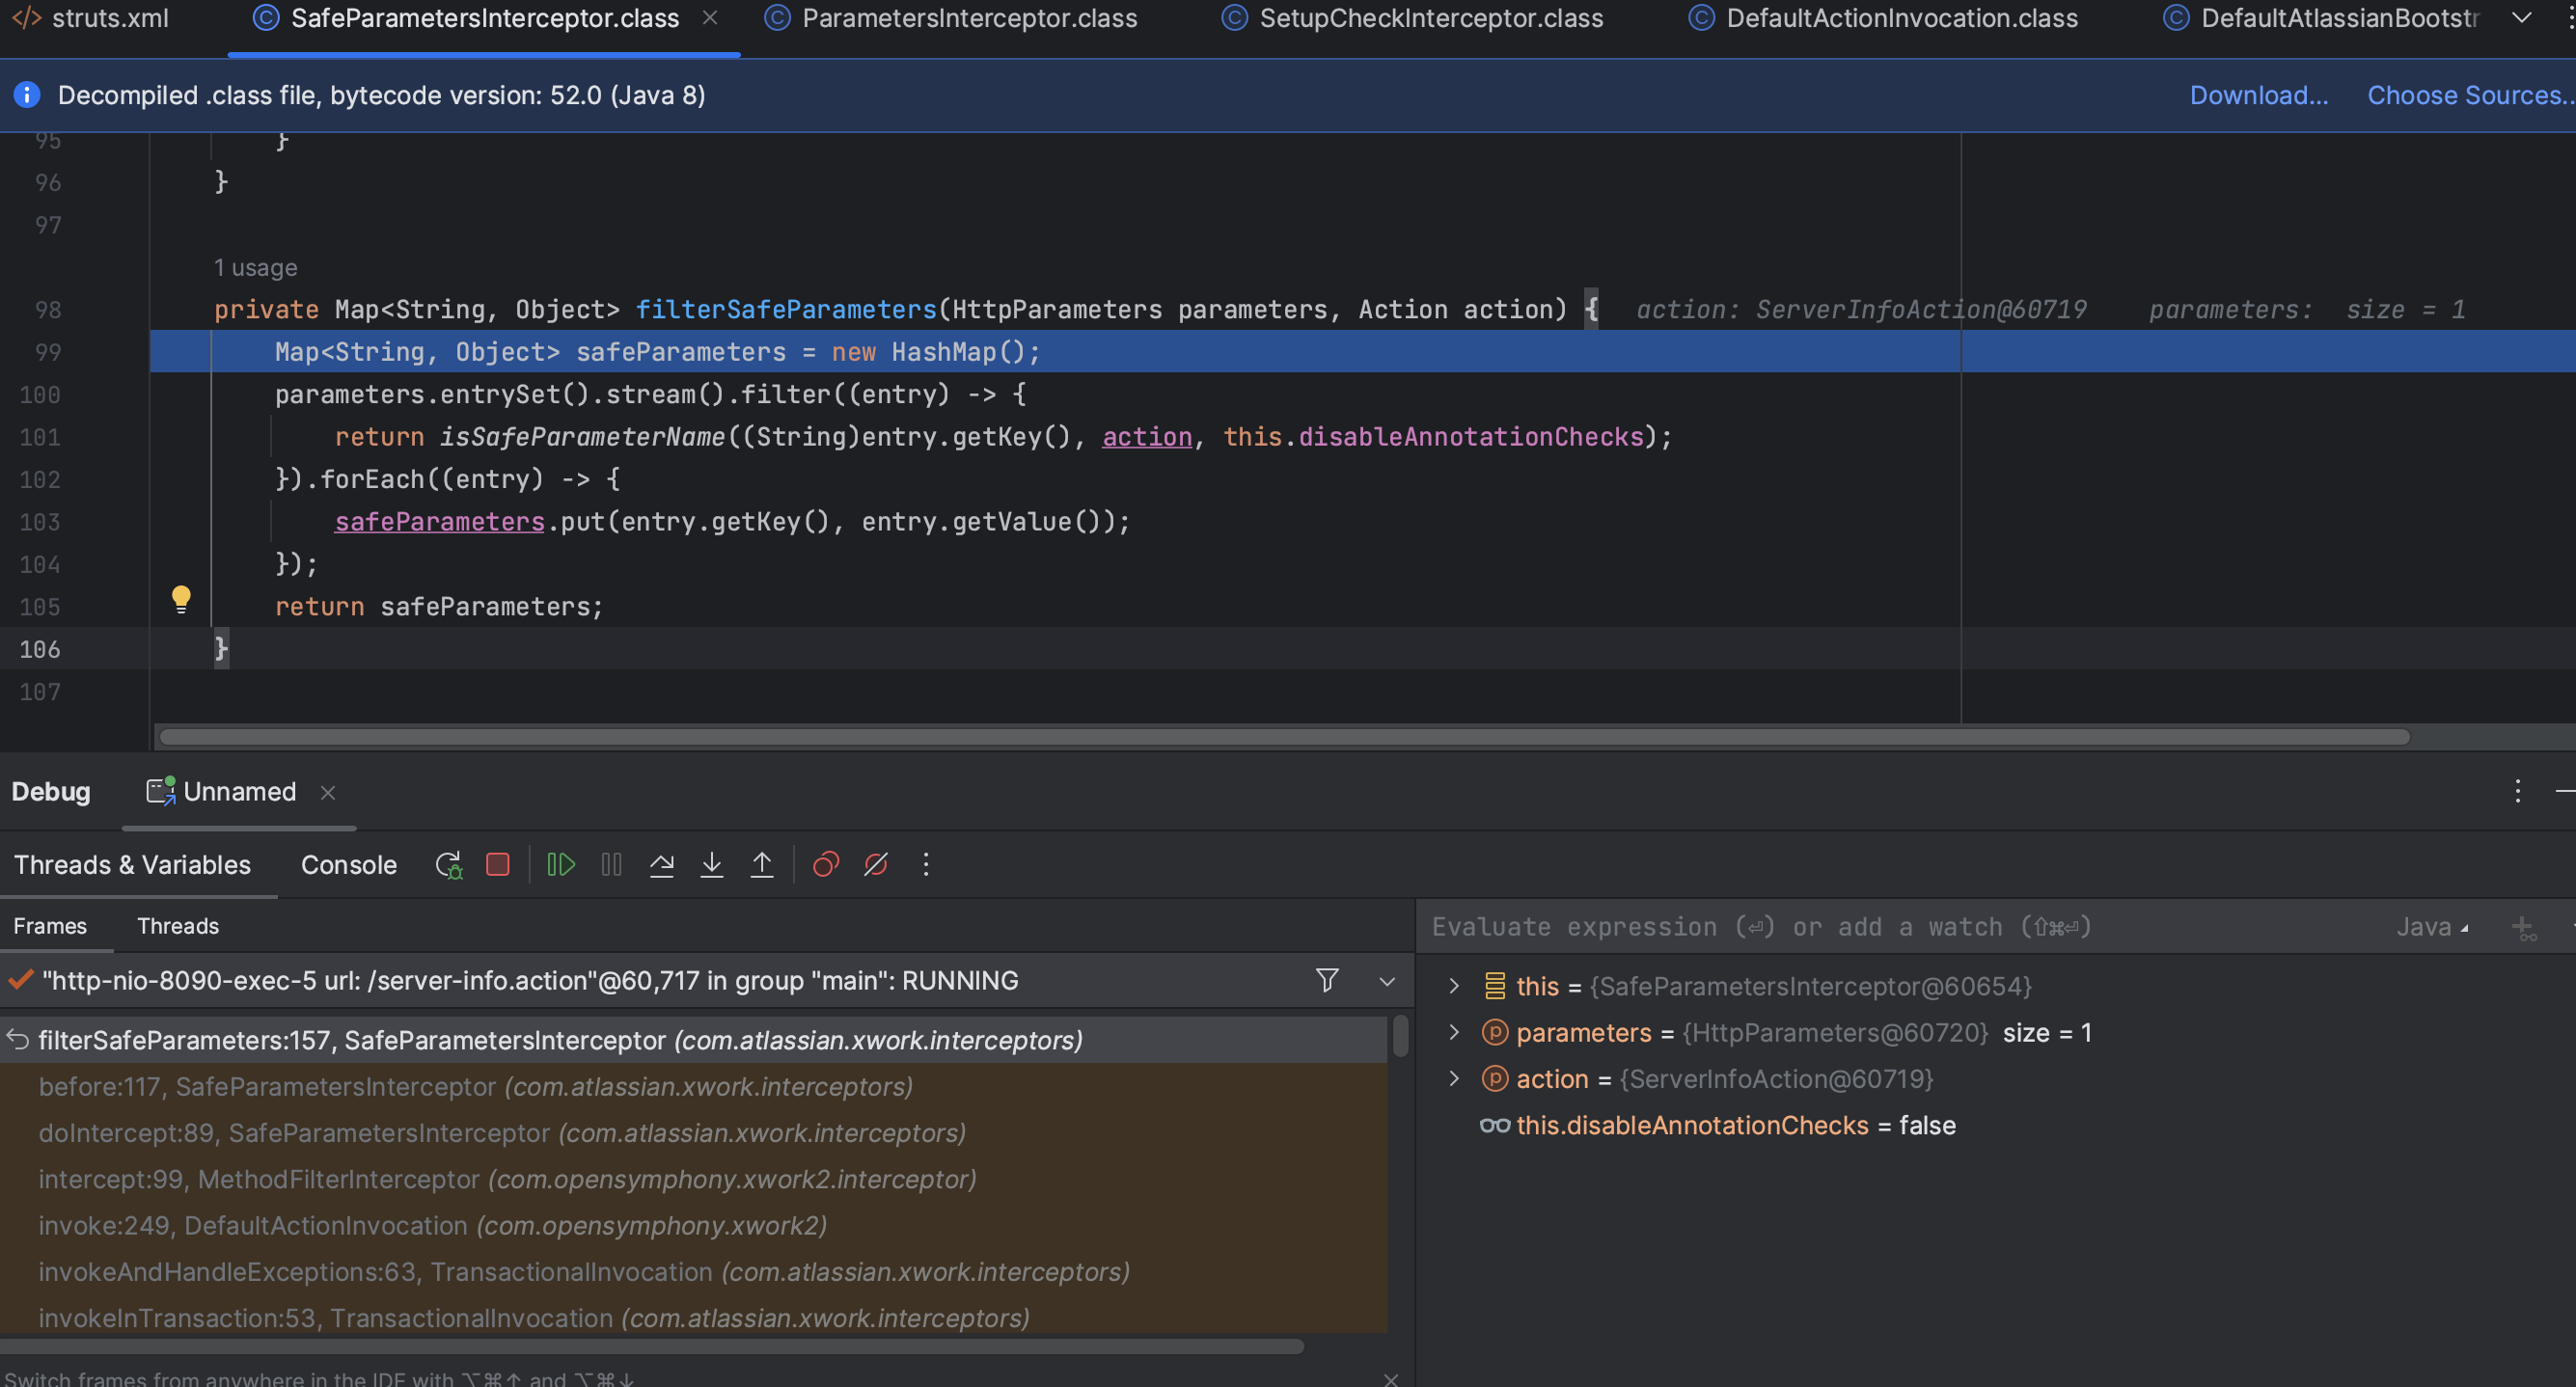 struts.xml SafeParametersInterceptor.class ParametersInterceptor.class SetupCheckInterceptor.class DefaultActionInvocation.class DefaultAtlassianBootstr
Decompiled .class file, bytecode version: 52.0 (Java 8) Download... Choose Sources..
95 }
96 }
97
1 usage
98 private Map<String, Object> filterSafeParameters(HttpParameters parameters, Action action) { action: ServerInfoAction@60719 parameters: size = 1
99 Map<String, Object> safeParameters = new HashMap();
100 parameters.entrySet().stream().filter((entry) -> {
101 return isSafeParameterName((String)entry.getKey(), action, this.disableAnnotationChecks);
102 }).forEach((entry) -> {
103 safeParameters.put(entry.getKey(), entry.getValue());
104 });
105 return safeParameters;
106 }
107
Debug Unnamed
Threads & Variables Console
Frames Threads
Evaluate expression (⏎) or add a watch (⇧⌘⏎) Java
"http-nio-8090-exec-5 url: /server-info.action"@60,717 in group "main": RUNNING
filterSafeParameters:157, SafeParametersInterceptor (com.atlassian.xwork.interceptors)
before:117, SafeParametersInterceptor (com.atlassian.xwork.interceptors)
doIntercept:89, SafeParametersInterceptor (com.atlassian.xwork.interceptors)
intercept:99, MethodFilterInterceptor (com.opensymphony.xwork2.interceptor)
invoke:249, DefaultActionInvocation (com.opensymphony.xwork2)
invokeAndHandleExceptions:63, TransactionalInvocation (com.atlassian.xwork.interceptors)
invokeInTransaction:53, TransactionalInvocation (com.atlassian.xwork.interceptors)
this = {SafeParametersInterceptor@60654}
parameters = {HttpParameters@60720} size = 1
action = {ServerInfoAction@60719}
this.disableAnnotationChecks = false
Switch frames from anywhere in the IDE with ⌥⌘↑ and ⌥⌘↓